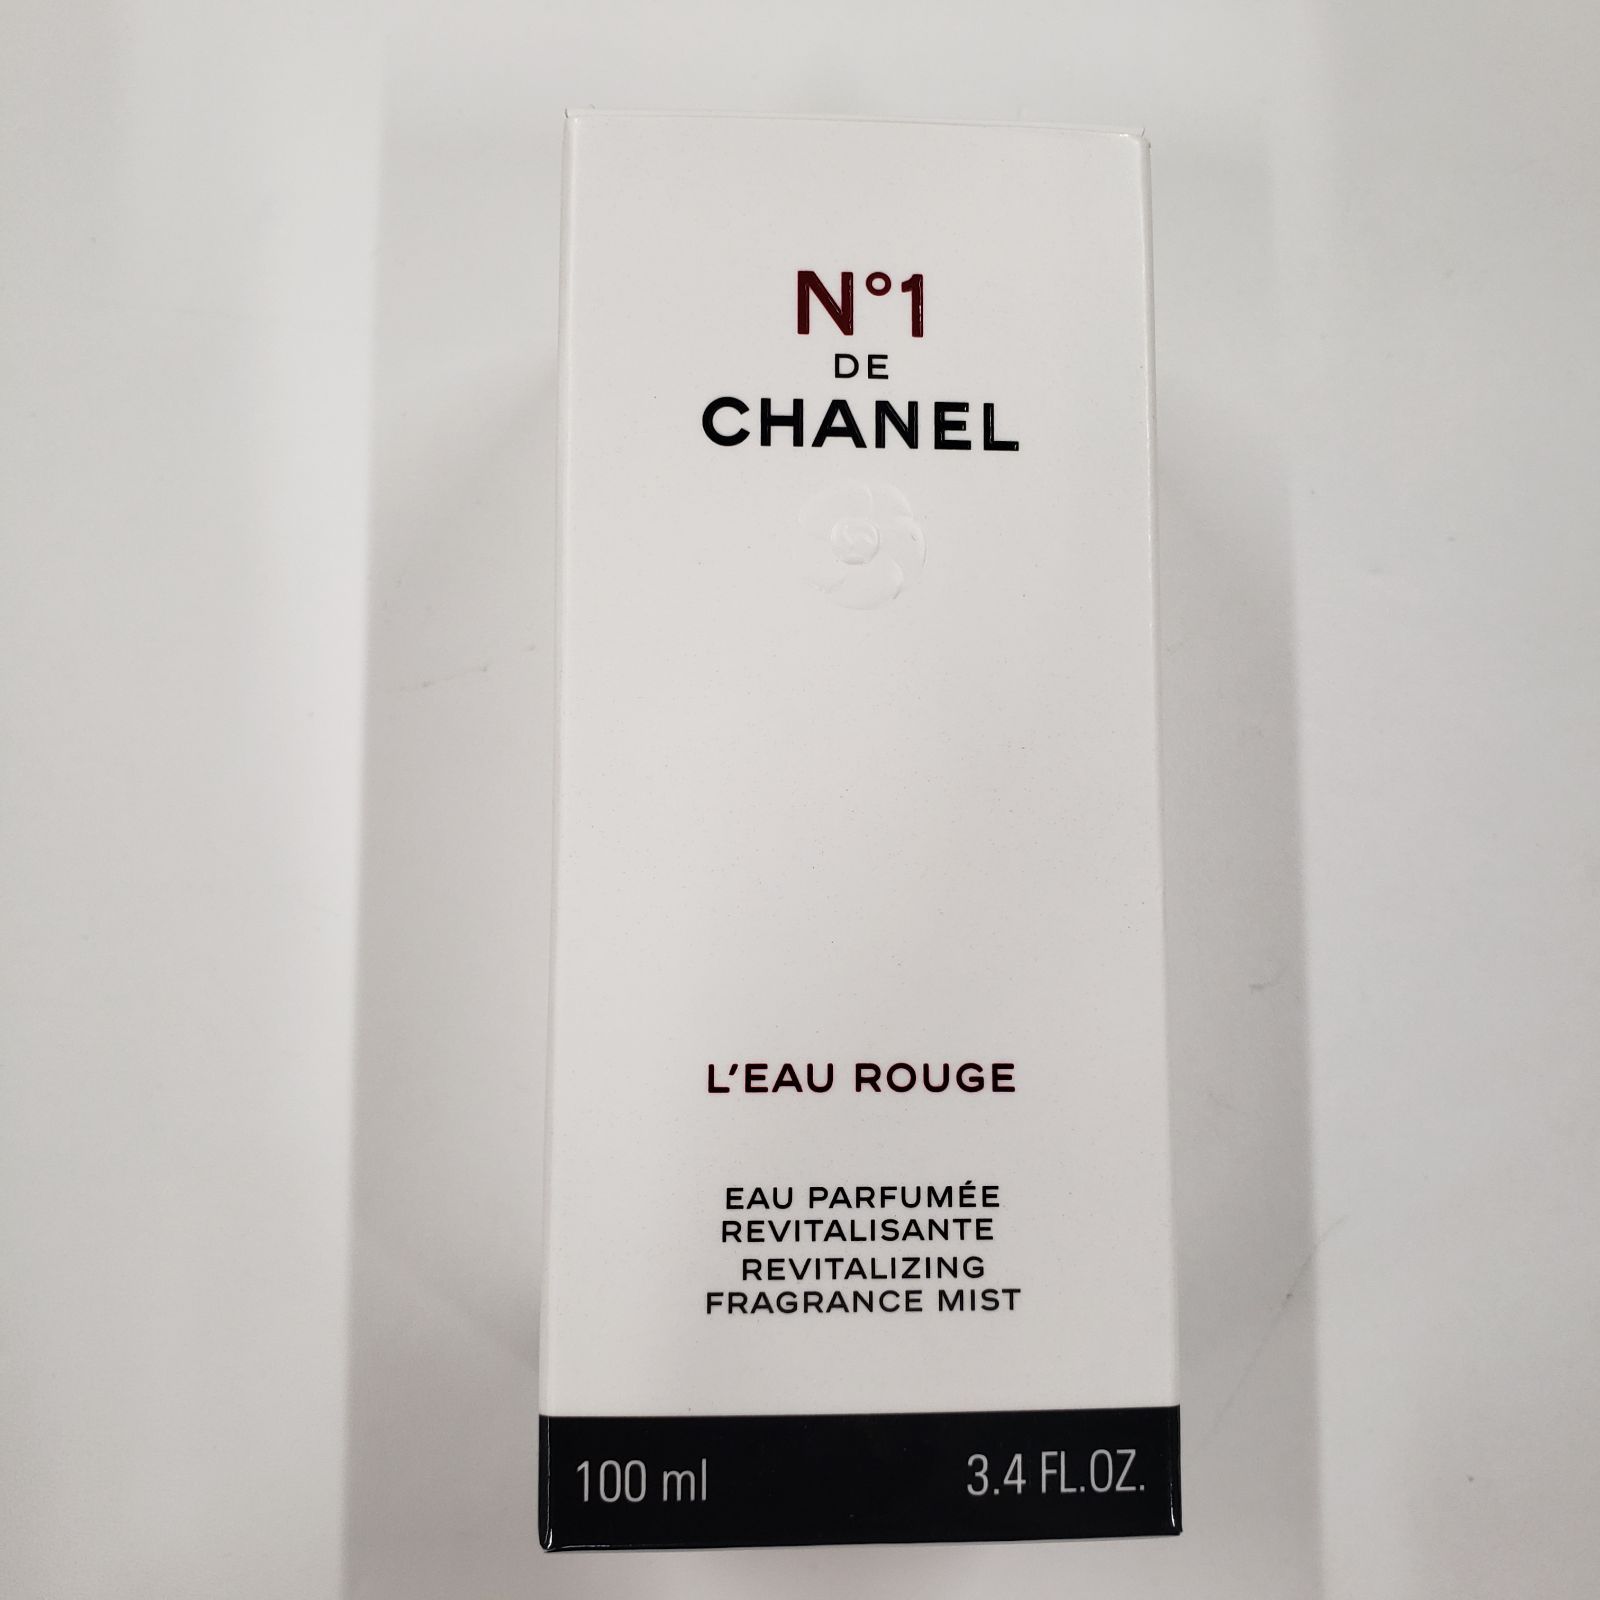 N°1
DE
CHANEL
L'EAU ROUGE
EAU PARFUMÉE
REVITALISANTE
REVITALIZING
FRAGRANCE MIST
100 ml 3.4 FL.OZ.